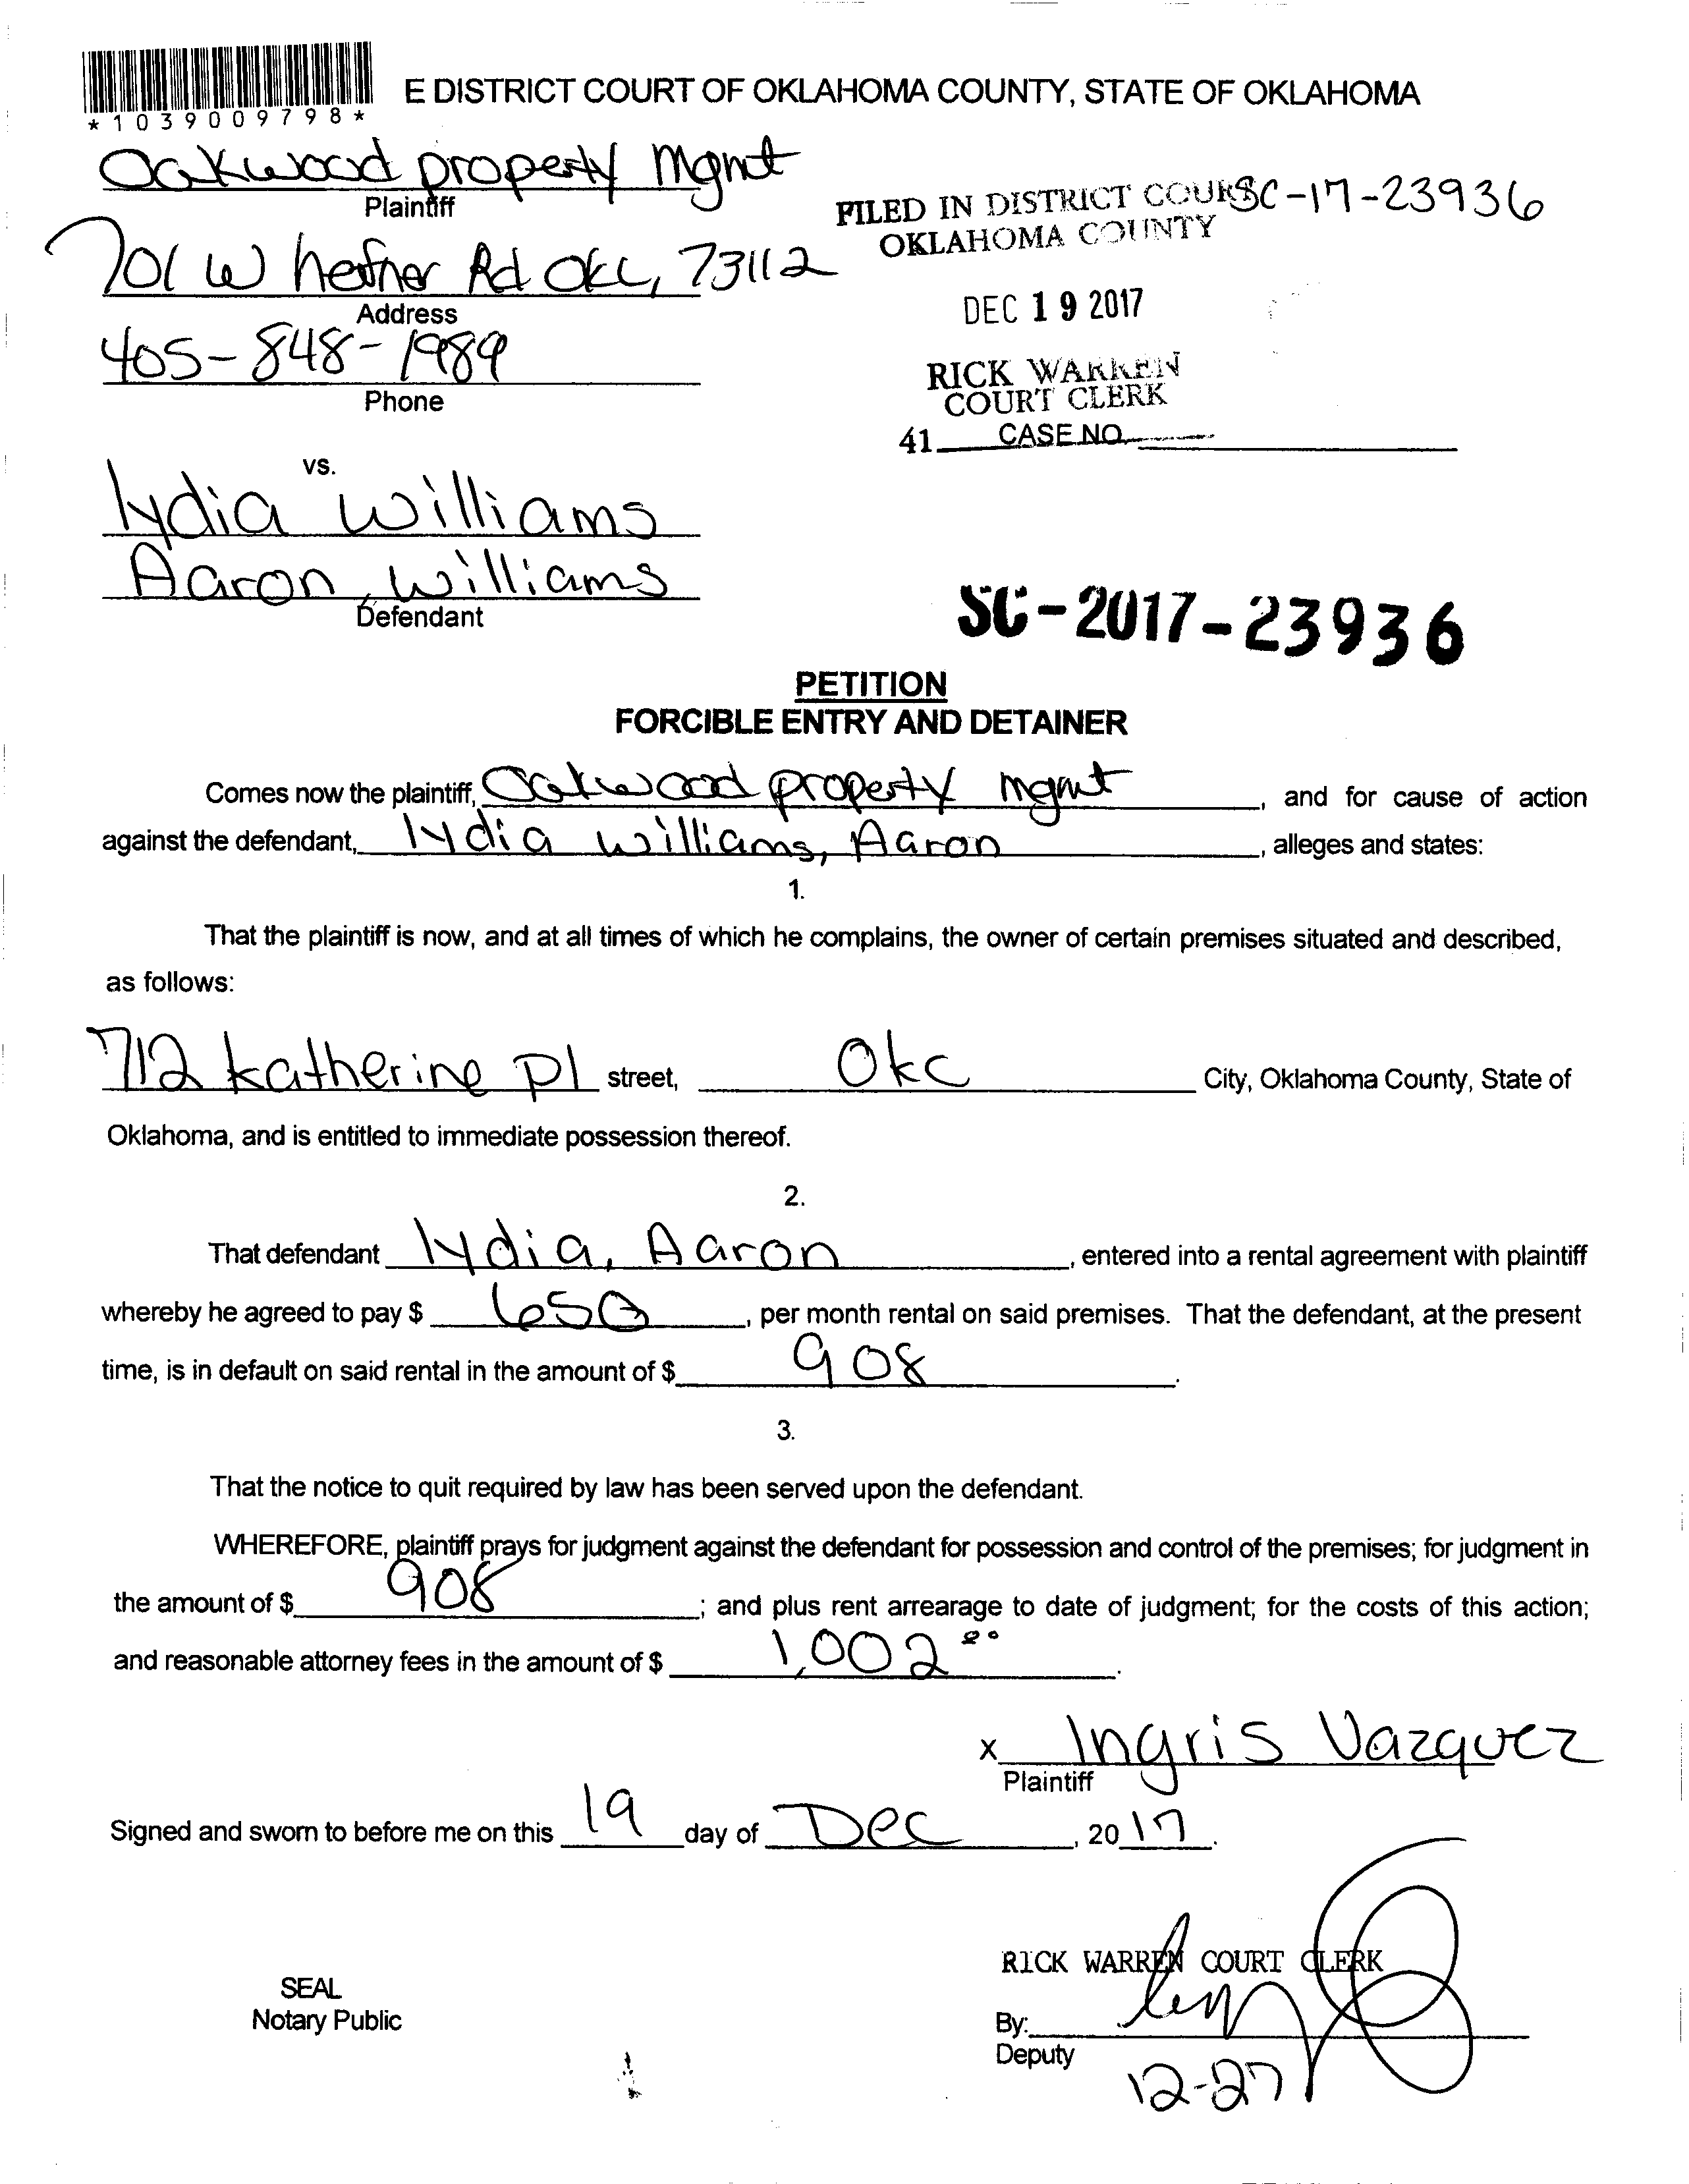 E DISTRICT COURT OF OKLAHOMA COUNTY, STATE OF OKLAHOMA
*1039009798*
Oakwood property Mgmt
Plaintiff
FILED IN DISTRICT COUR SC-17-23936
OKLAHOMA COUNTY
701 W hefner Rd OKC, 73112
Address
DEC 19 2017
405-848-1989
Phone
RICK WARREN
COURT CLERK
41 CASE NO.
vs.
lydia williams
Aaron williams
Defendant
SC-2017-23936
PETITION
FORCIBLE ENTRY AND DETAINER
Comes now the plaintiff, Oakwood property mgmt, and for cause of action
against the defendant, lydia williams, Aaron, alleges and states:
1.
That the plaintiff is now, and at all times of which he complains, the owner of certain premises situated and described,
as follows:
712 katherine pl street, Okc City, Oklahoma County, State of
Oklahoma, and is entitled to immediate possession thereof.
2.
That defendant lydia, Aaron, entered into a rental agreement with plaintiff
whereby he agreed to pay $ 650, per month rental on said premises. That the defendant, at the present
time, is in default on said rental in the amount of $ 908.
3.
That the notice to quit required by law has been served upon the defendant.
WHEREFORE, plaintiff prays for judgment against the defendant for possession and control of the premises; for judgment in
the amount of $ 908; and plus rent arrearage to date of judgment; for the costs of this action;
and reasonable attorney fees in the amount of $ 1,002 00.
x Ingris Vazquez
Plaintiff
Signed and sworn to before me on this 19 day of Dec, 2017.
RICK WARREN COURT CLERK
SEAL
Notary Public
By:
Deputy
12-27